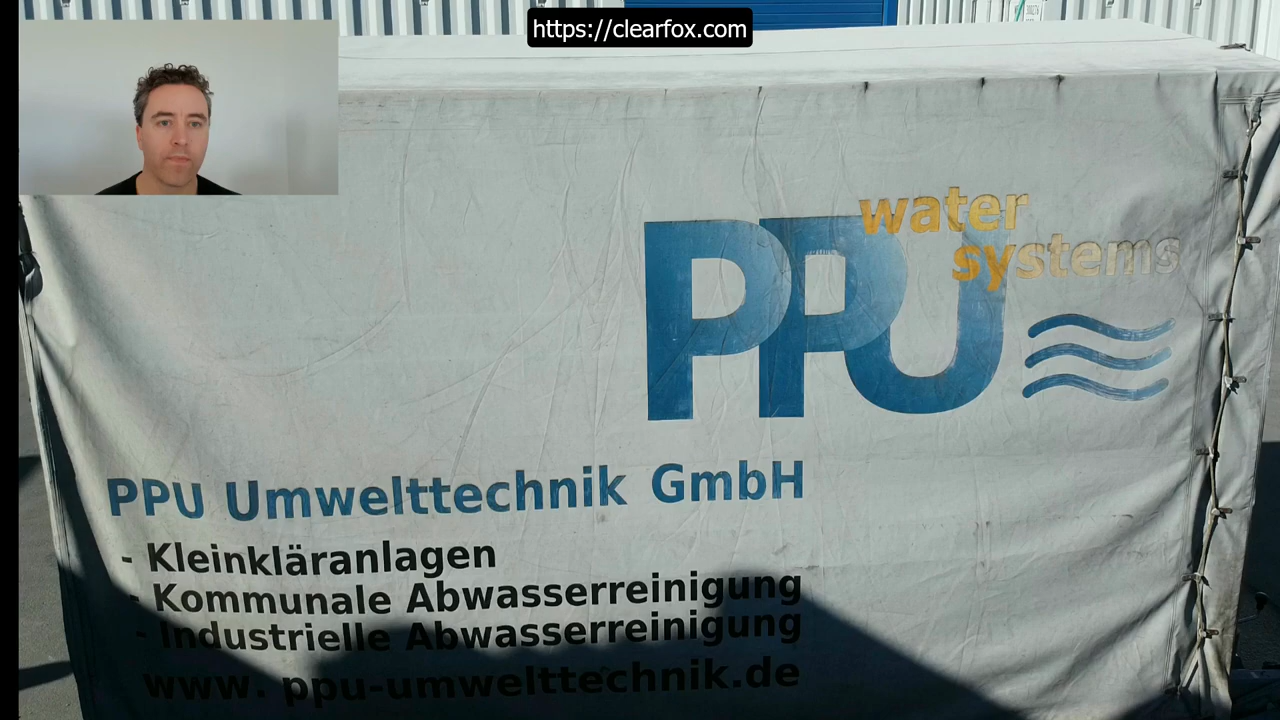 https://clearfox.com
PPU
water
systems
PPU Umwelttechnik GmbH
- Kleinkläranlagen
- Kommunale Abwasserreinigung
- Industrielle Abwasserreinigung
www. ppu-umwelttechnik.de